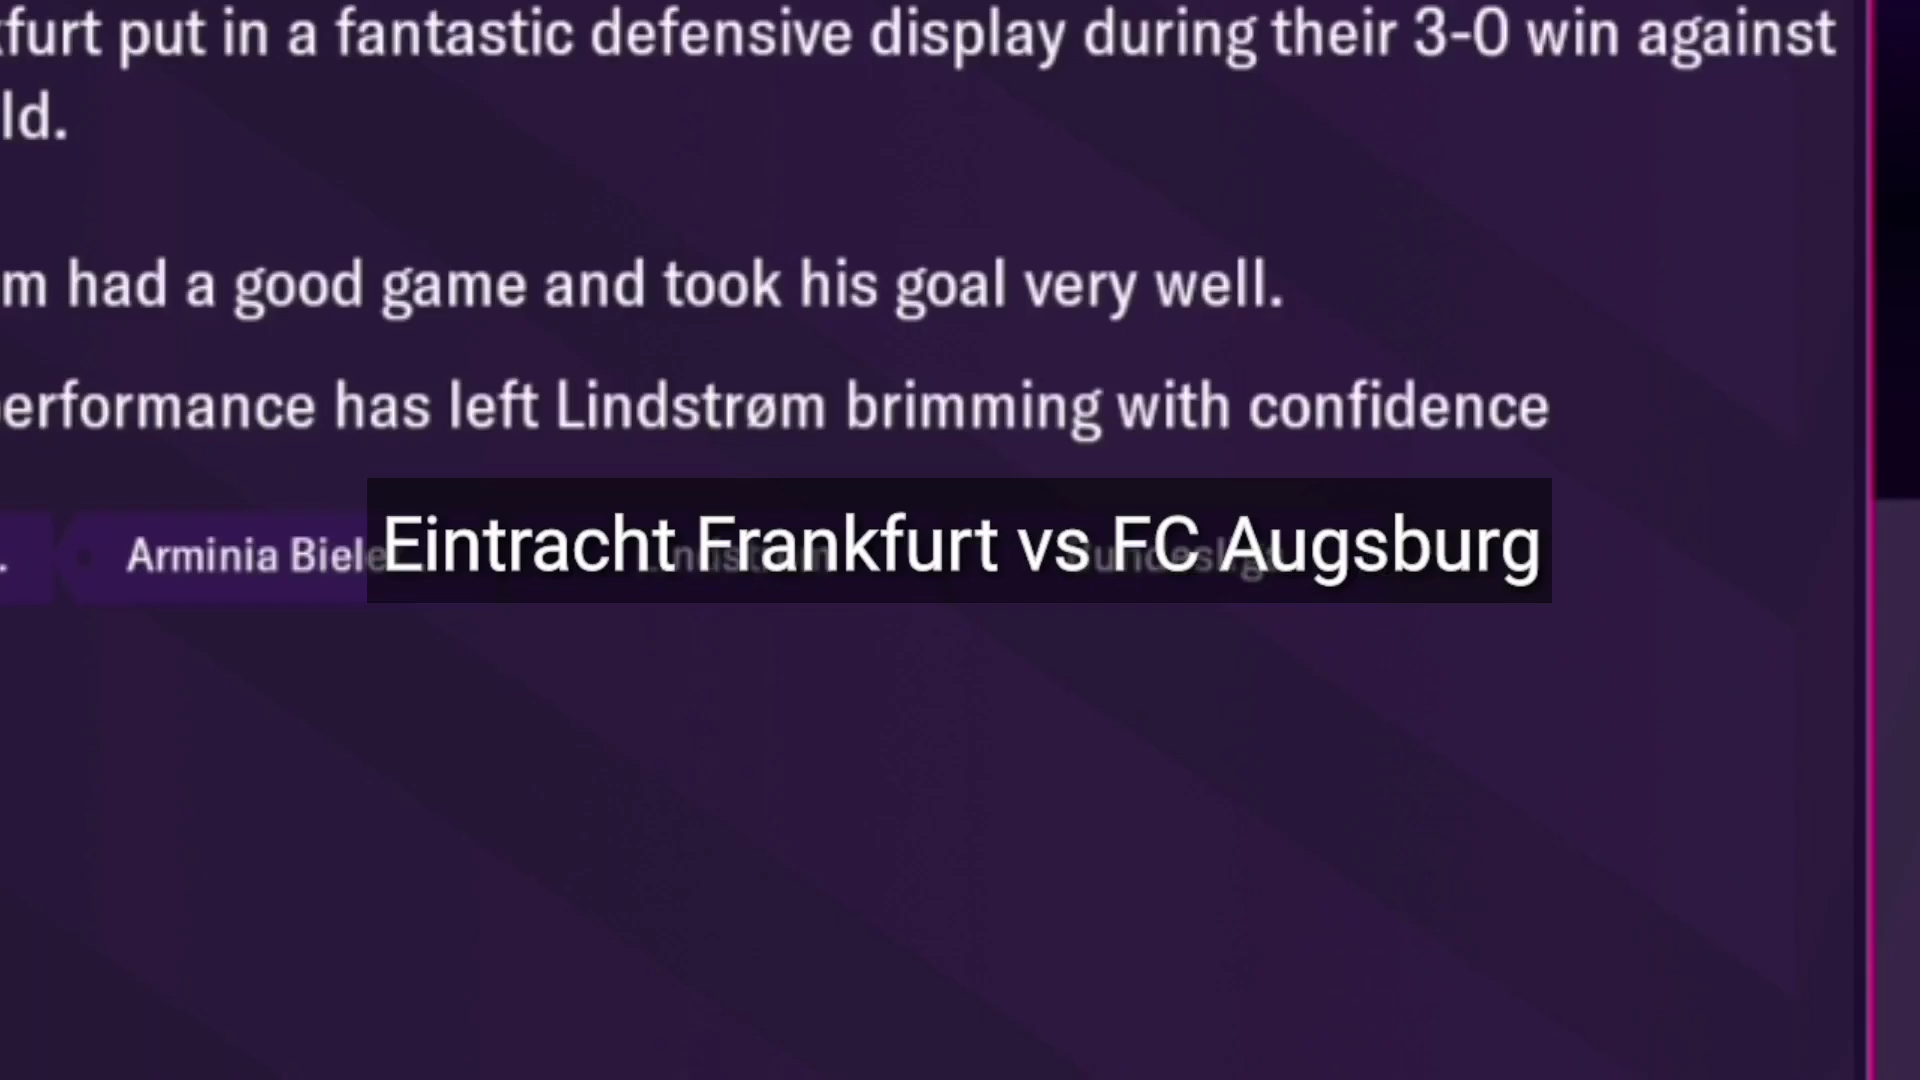 furt put in a fantastic defensive display during their 3-0 win against
ld.
m had a good game and took his goal very well.
erformance has left Lindstrøm brimming with confidence
. Arminia Biele
Eintracht Frankfurt vs FC Augsburg